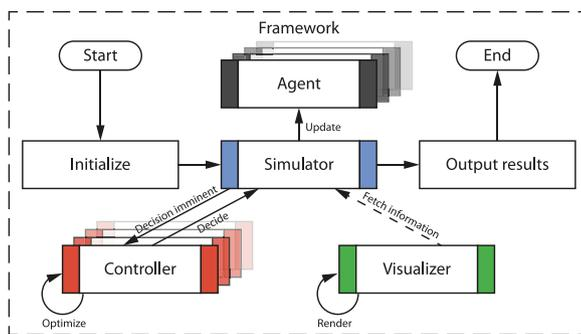 Framework
Start
End
Agent
Update
Initialize
Simulator
Output results
Decision imminent
Decide
Fetch information
Controller
Visualizer
Optimize
Render